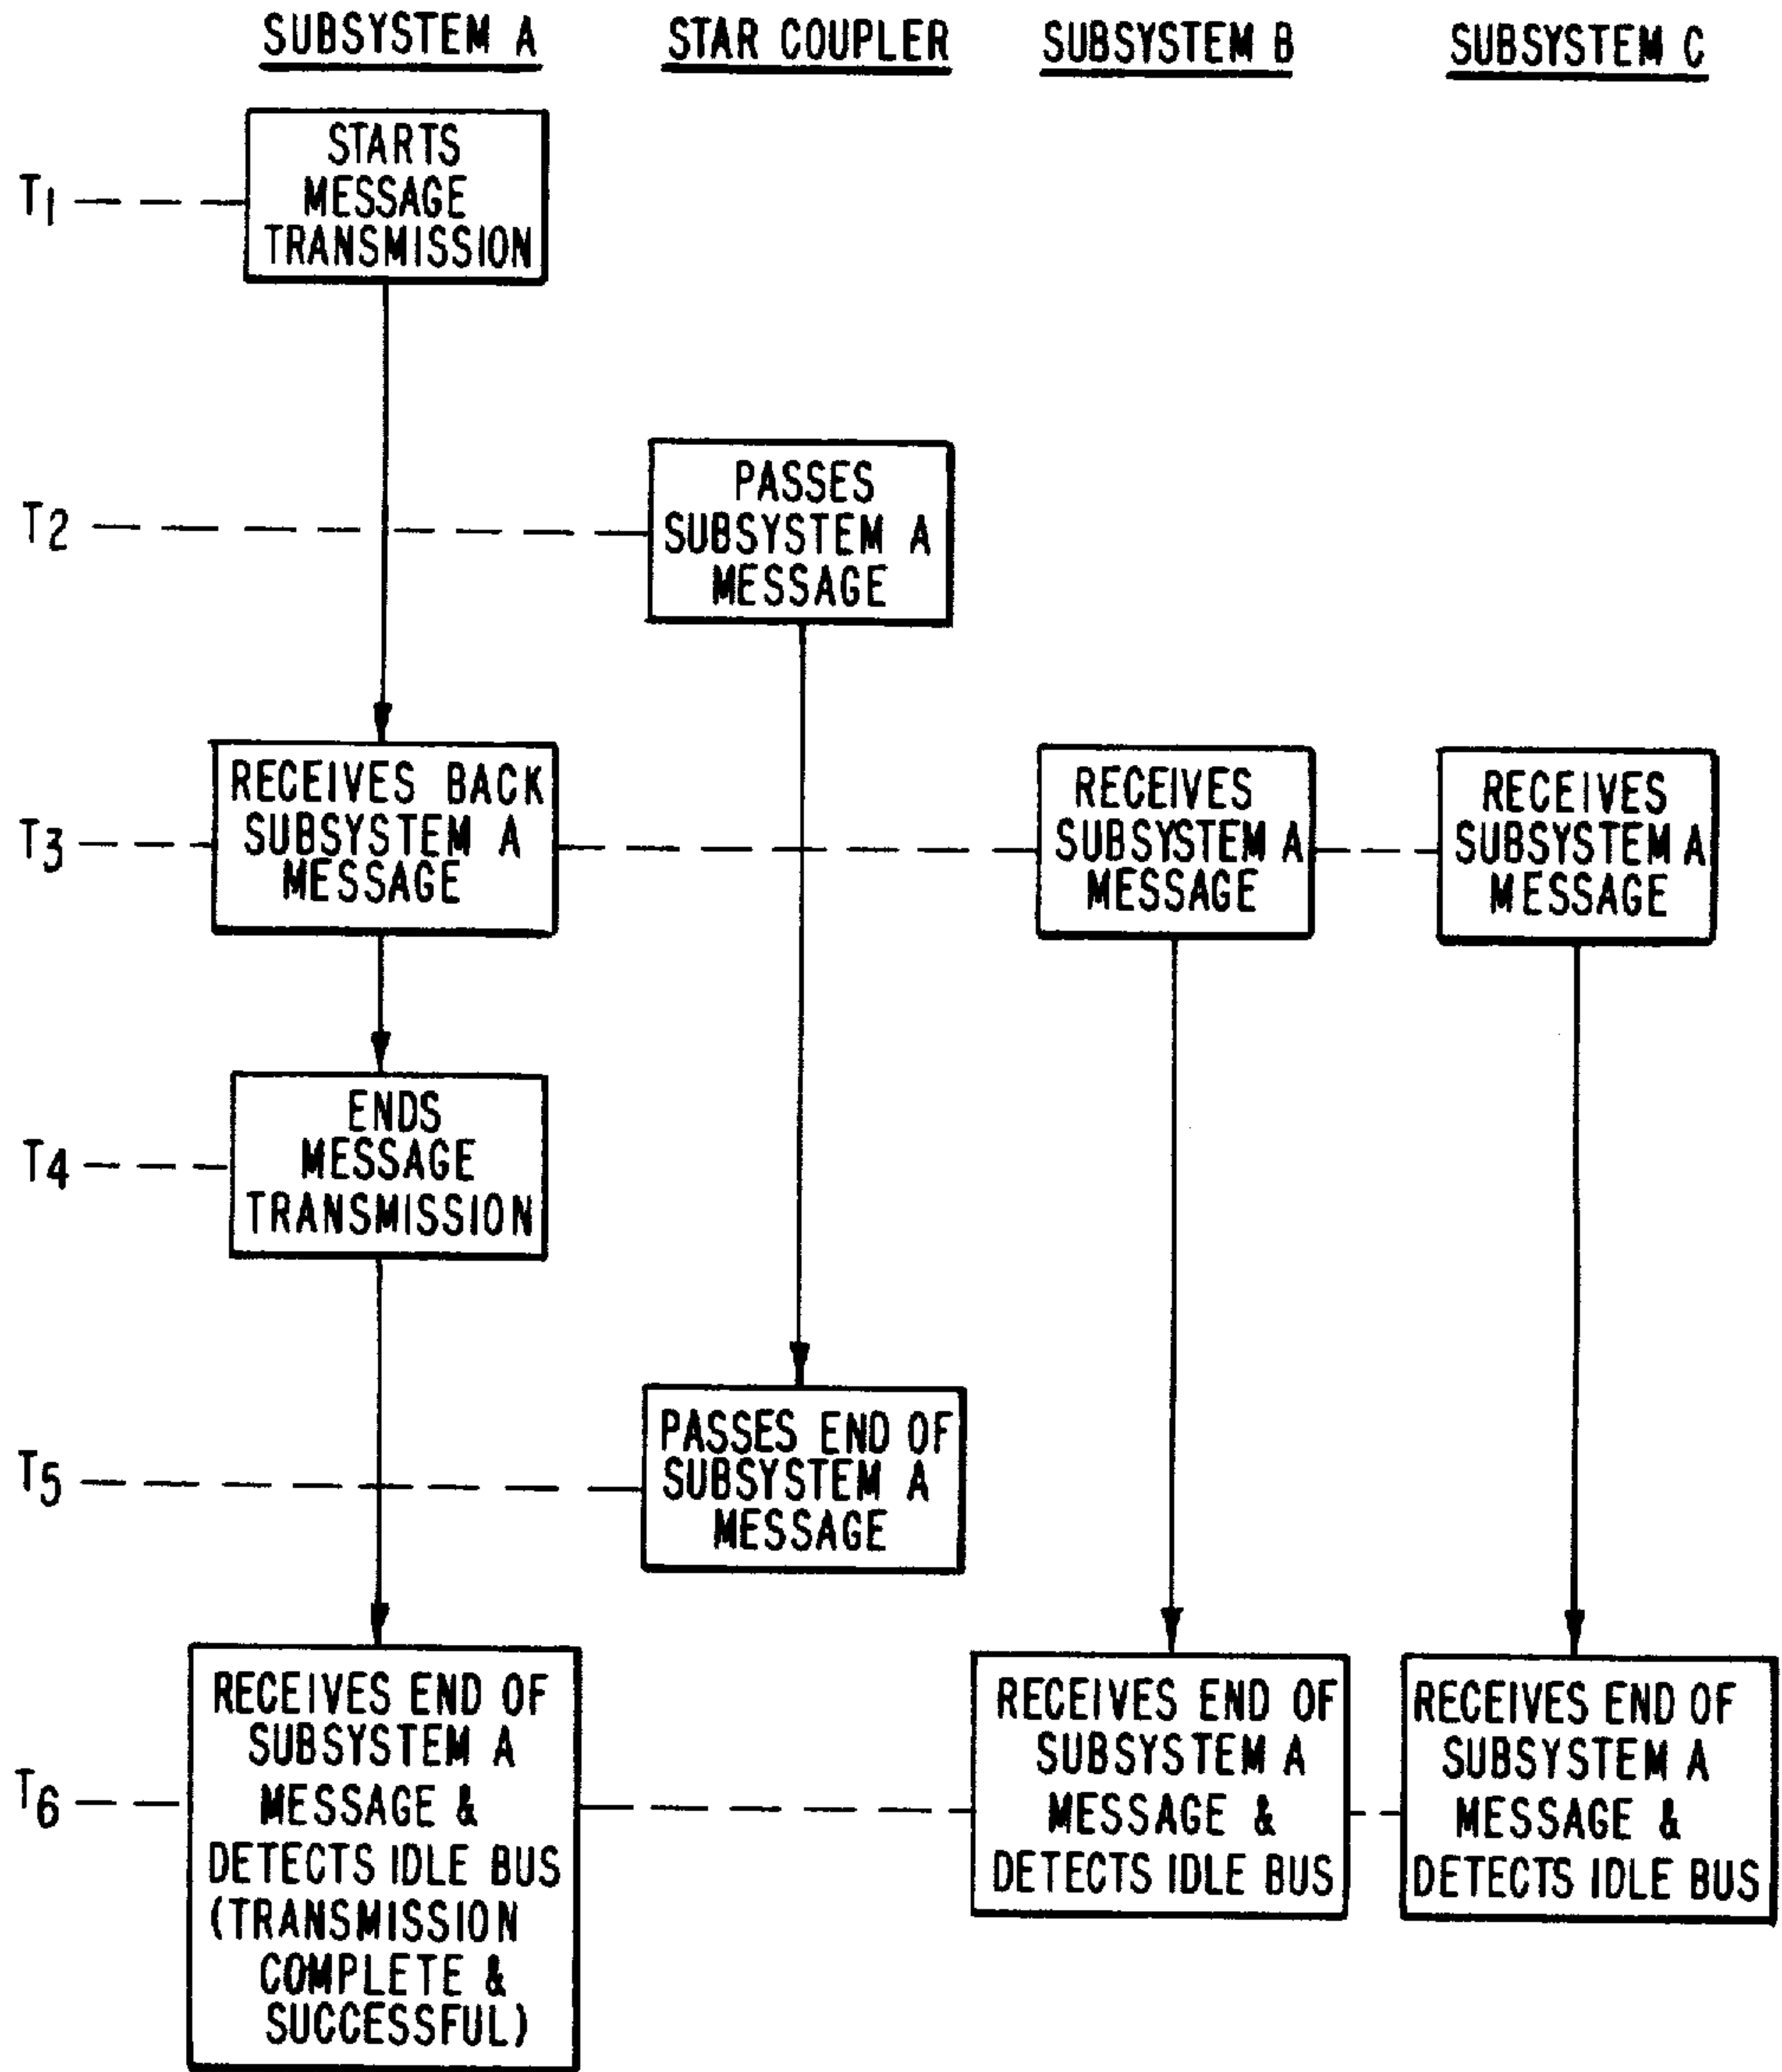 SUBSYSTEM A
STAR COUPLER
SUBSYSTEM B
SUBSYSTEM C
T1
STARTS
MESSAGE
TRANSMISSION
T2
PASSES
SUBSYSTEM A
MESSAGE
T3
RECEIVES BACK
SUBSYSTEM A
MESSAGE
RECEIVES
SUBSYSTEM A
MESSAGE
RECEIVES
SUBSYSTEM A
MESSAGE
T4
ENDS
MESSAGE
TRANSMISSION
T5
PASSES END OF
SUBSYSTEM A
MESSAGE
T6
RECEIVES END OF
SUBSYSTEM A
MESSAGE &
DETECTS IDLE BUS
(TRANSMISSION
COMPLETE &
SUCCESSFUL)
RECEIVES END OF
SUBSYSTEM A
MESSAGE &
DETECTS IDLE BUS
RECEIVES END OF
SUBSYSTEM A
MESSAGE &
DETECTS IDLE BUS